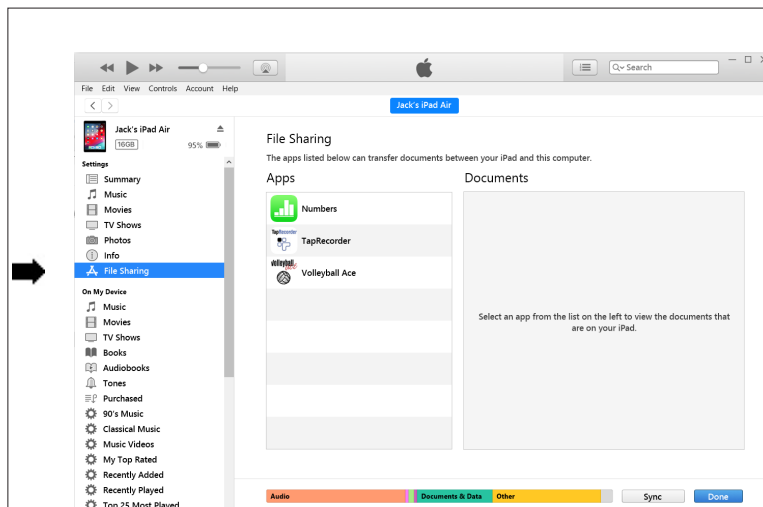 Search
File Edit View Controls Account Help
Jack's iPad Air
Jack's iPad Air
16GB
95%
Settings
Summary
Music
Movies
TV Shows
Photos
Info
File Sharing
On My Device
Music
Movies
TV Shows
Books
Audiobooks
Tones
Purchased
90's Music
Classical Music
Music Videos
My Top Rated
Recently Added
Recently Played
Top 25 Most Played
File Sharing
The apps listed below can transfer documents between your iPad and this computer.
Apps
Numbers
TapRecorder
TapRecorder
volleyball ace
Volleyball Ace
Documents
Select an app from the list on the left to view the documents that
are on your iPad.
Audio
Documents & Data
Other
Sync
Done